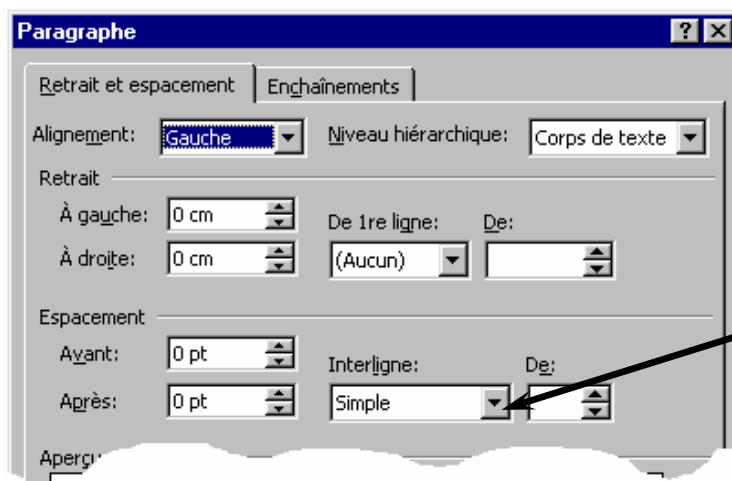 Paragraphe ? X
Retrait et espacement Enchaînements
Alignement: Gauche Niveau hiérarchique: Corps de texte
Retrait
À gauche: 0 cm De 1re ligne: De:
À droite: 0 cm (Aucun)
Espacement
Avant: 0 pt Interligne: De:
Après: 0 pt Simple
Aperçu